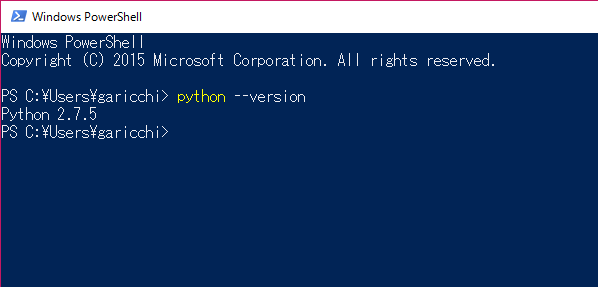 Windows PowerShell
Windows PowerShell
Copyright (C) 2015 Microsoft Corporation. All rights reserved.
PS C:¥Users¥garicchi> python --version
Python 2.7.5
PS C:¥Users¥garicchi>